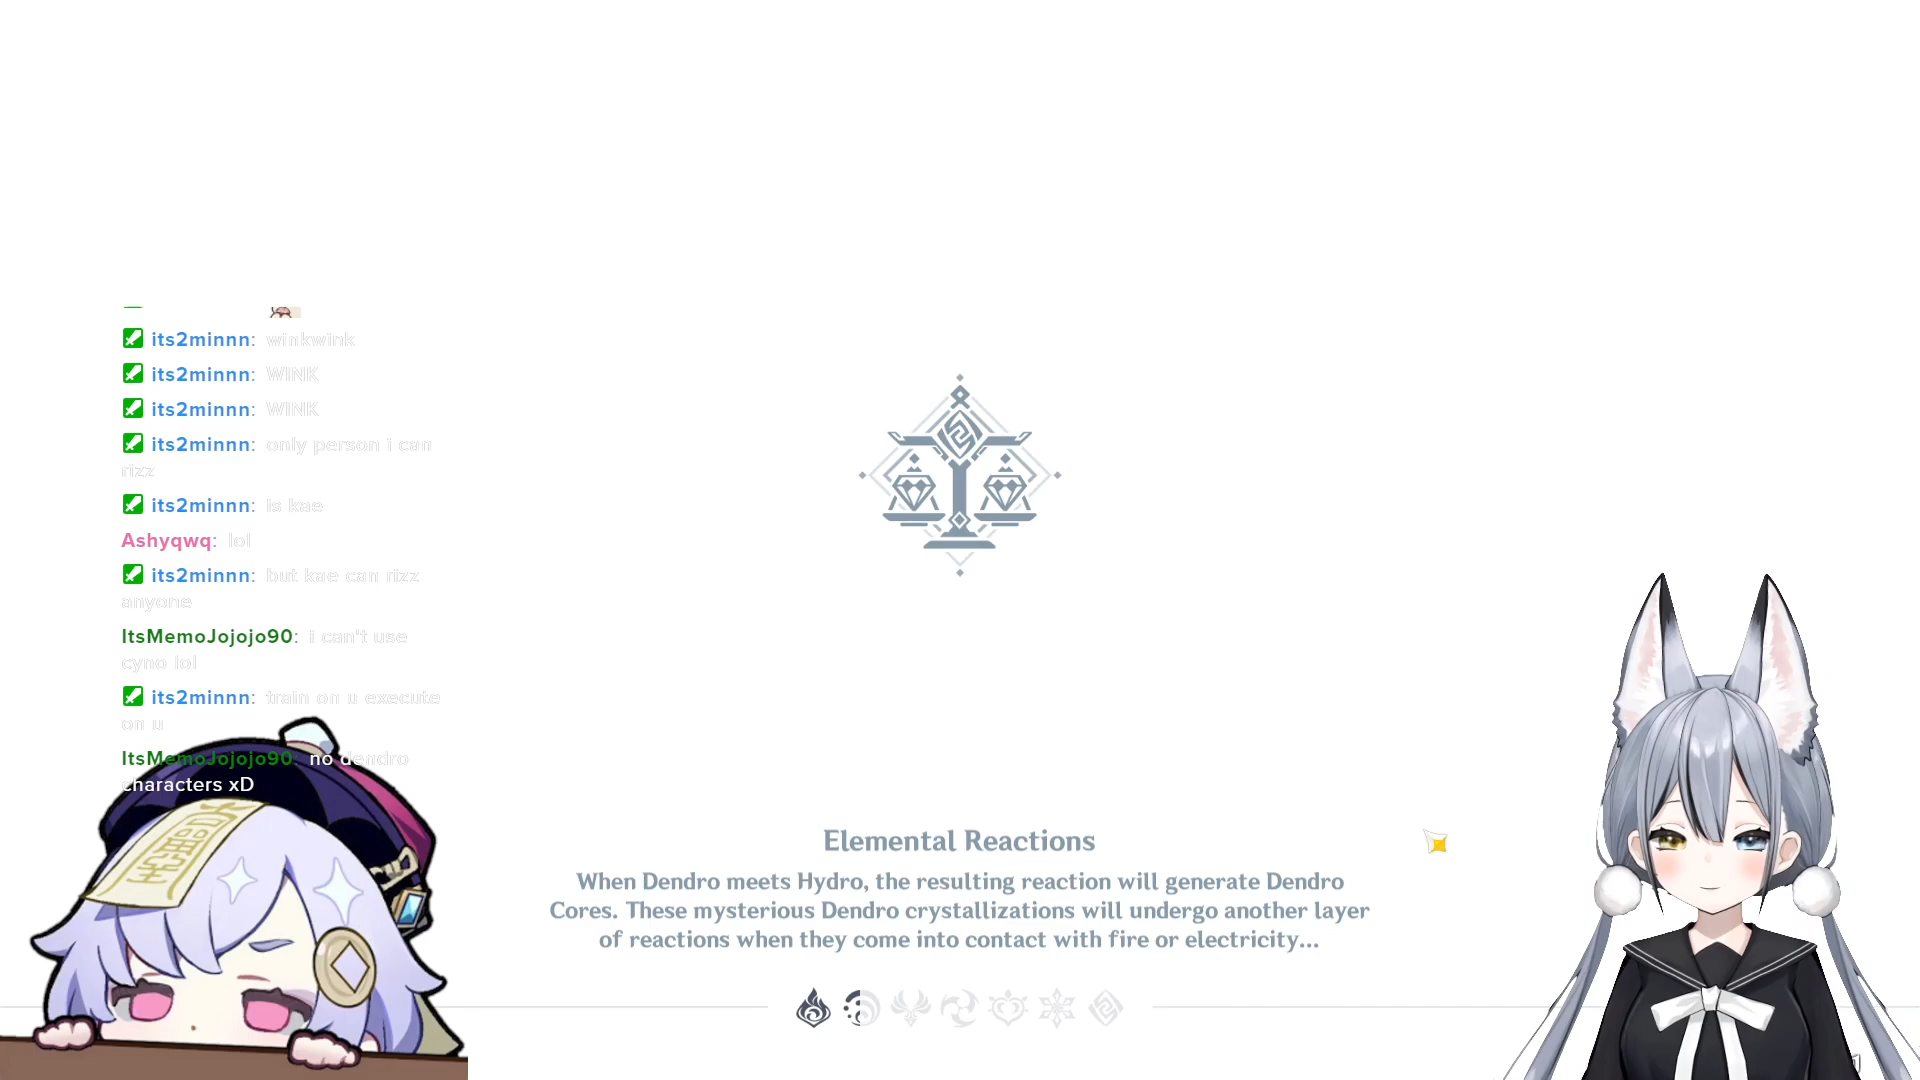 its2minnn: winkwink
its2minnn: WINK
its2minnn: WINK
its2minnn: only person i can
rizz
its2minnn: is kae
Ashyqwq: lol
its2minnn: but kae can rizz
anyone
ItsMemoJojojo90: i can't use
cyno lol
its2minnn: train on u execute
on u
ItsMemoJojojo90: no dendro
characters xD
Elemental Reactions
When Dendro meets Hydro, the resulting reaction will generate Dendro
Cores. These mysterious Dendro crystallizations will undergo another layer
of reactions when they come into contact with fire or electricity...